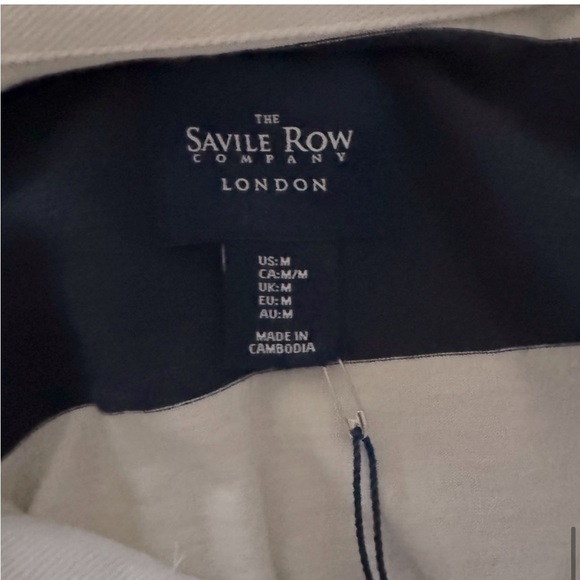 THE
SAVILE ROW
COMPANY
LONDON
US:M
CA:M/M
UK:M
EU:M
AU:M
MADE IN
CAMBODIA